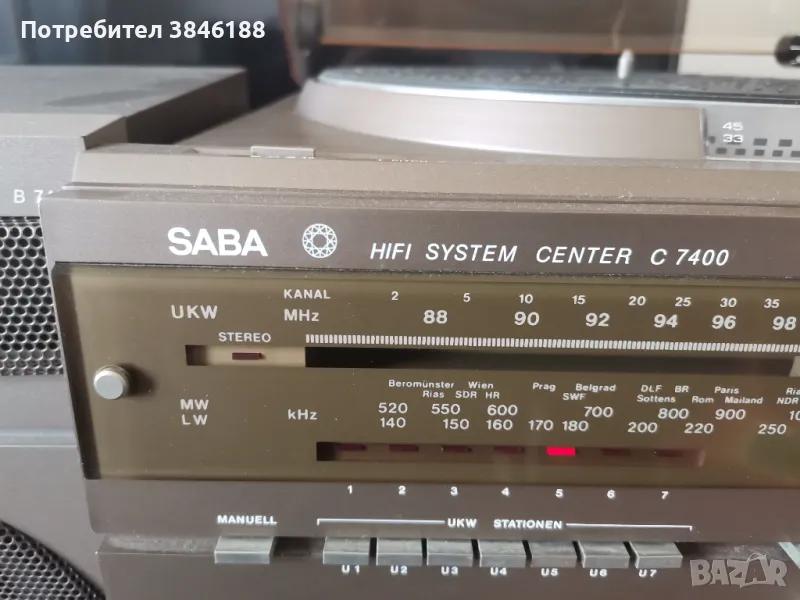 Потребител 3846188
45
33
B 7
SABA HIFI SYSTEM CENTER C 7400
KANAL 2 5 10 15 20 25 30 35
UKW MHz 88 90 92 94 96 98
STEREO
Beromünster Wien Prag Belgrad DLF BR Paris
Rias SDR HR SWF Sottens Rom Mailand NDR
MW kHz 520 550 600 700 800 900
LW 140 150 160 170 180 200 220 250
1 2 3 4 5 6 7
MANUELL UKW STATIONEN
U1 U2 U3 U4 U5 U6 U7
BAZAR